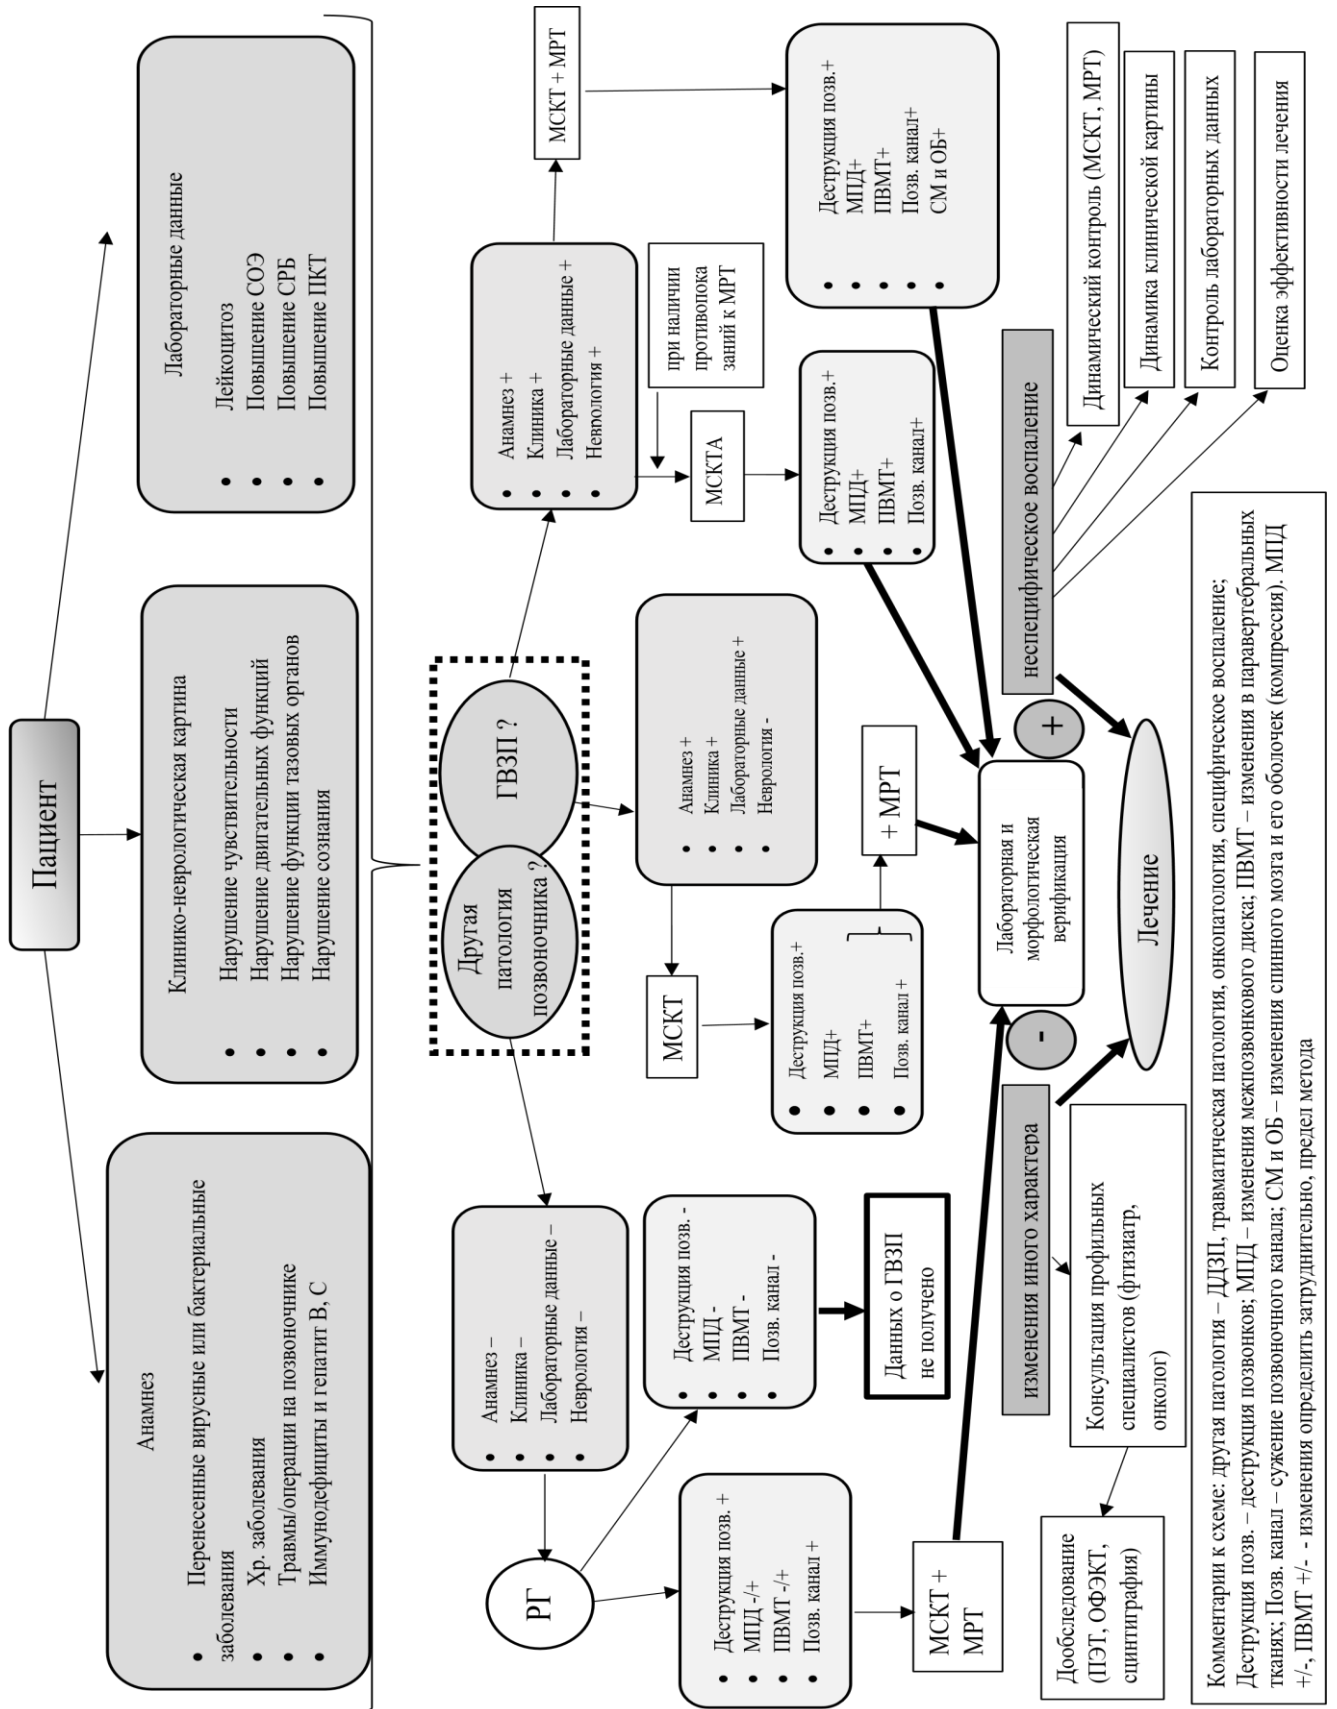 Пациент
Анамнез
Перенесенные вирусные или бактериальные
заболевания
Хр. заболевания
Травмы/операции на позвоночнике
Иммунодефициты и гепатит В, С
Клинико-неврологическая картина
Нарушение чувствительности
Нарушение двигательных функций
Нарушение функции тазовых органов
Нарушение сознания
Лабораторные данные
Лейкоцитоз
Повышение СОЭ
Повышение СРБ
Повышение ПКТ
Другая
патология
позвоночника ?
ГВЗП ?
Анамнез –
Клиника –
Лабораторные данные –
Неврология –
РГ
Деструкция позв. +
МПД -/+
ПВМТ -/+
Позв. канал +
МСКТ +
МРТ
Деструкция позв. -
МПД -
ПВМТ -
Позв. канал -
Данных о ГВЗП
не получено
Анамнез +
Клиника +
Лабораторные данные +
Неврология -
МСКТ
Деструкция позв.+
МПД+
ПВМТ+
Позв. канал +
+ МРТ
Анамнез +
Клиника +
Лабораторные данные +
Неврология +
МСКТ + МРТ
при наличии
противопока
заний к МРТ
МСКТА
Деструкция позв.+
МПД+
ПВМТ+
Позв. канал+
Деструкция позв.+
МПД+
ПВМТ+
Позв. канал+
СМ и ОБ+
Лабораторная и
морфологическая
верификация
-
+
изменения иного характера
неспецифическое воспаление
Лечение
Консультация профильных
специалистов (фтизиатр,
онколог)
Дообследование
(ПЭТ, ОФЭКТ,
сцинтиграфия)
Динамический контроль (МСКТ, МРТ)
Динамика клинической картины
Контроль лабораторных данных
Оценка эффективности лечения
Комментарии к схеме: другая патология – ДДЗП, травматическая патология, онкопатология, специфическое воспаление;
Деструкция позв. – деструкция позвонков; МПД – изменения межпозвонкового диска; ПВМТ – изменения в паравертебральных
тканях; Позв. канал – сужение позвоночного канала; СМ и ОБ – изменения спинного мозга и его оболочек (компрессия). МПД
+/-, ПВМТ +/- - изменения определить затруднительно, предел метода